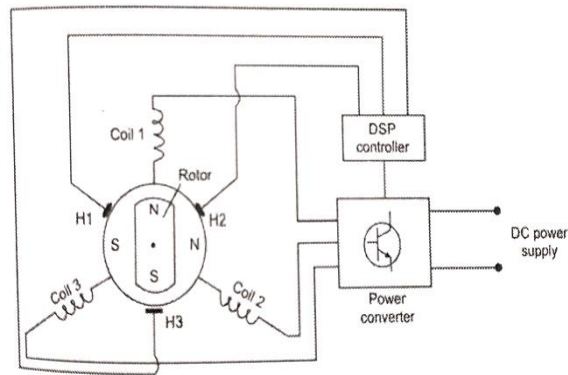 DSP
controller
Coil 1
Rotor
H1
N
H2
S
N
S
DC power
supply
Coil 3
Coil 2
Power
converter
H3